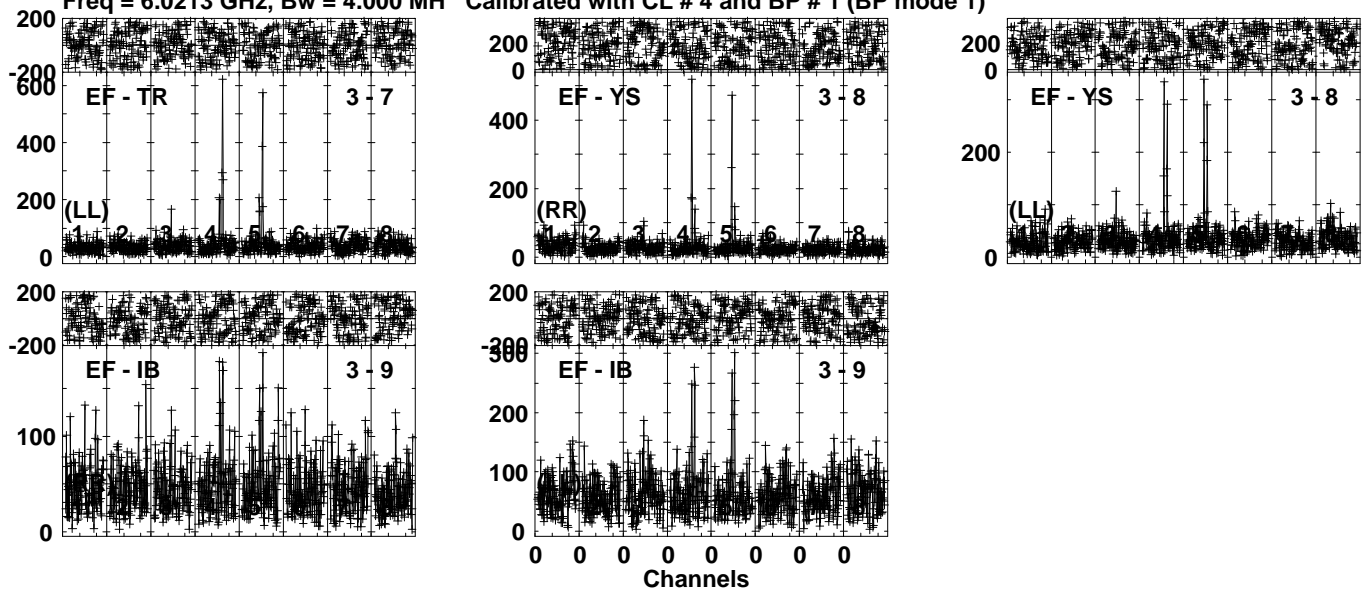 Freq = 6.0213 GHz, Bw = 4.000 MH Calibrated with CL # 4 and BP # 1 (BP mode 1)
200
-200
600
400
200
0
EF - TR 3 - 7
(LL)
1 2 3 4 5 6 7 8
200
0
400
200
0
EF - YS 3 - 8
(RR)
1 2 3 4 5 6 7 8
200
0
200
0
EF - YS 3 - 8
(LL)
200
-200
100
0
EF - IB 3 - 9
200
-200
300
200
100
0
EF - IB 3 - 9
0 0 0 0 0 0 0 0
Channels